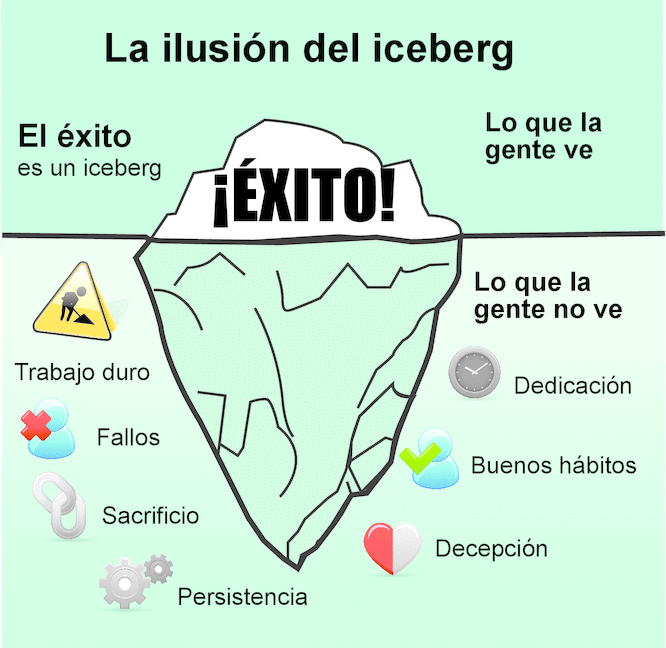 La ilusión del iceberg
El éxito
es un iceberg
Lo que la
gente ve
¡ÉXITO!
Lo que la
gente no ve
Trabajo duro
Dedicación
Fallos
Buenos hábitos
Sacrificio
Decepción
Persistencia